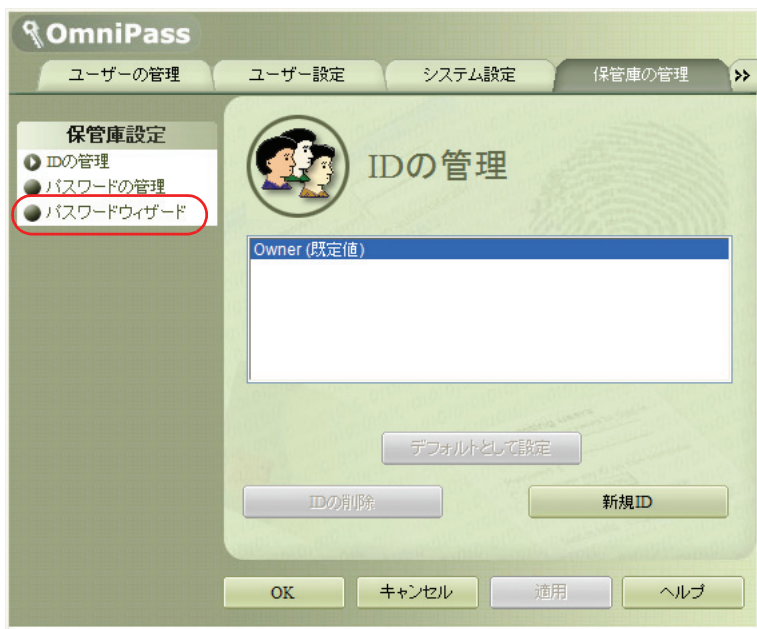 OmniPass
ユーザーの管理
ユーザー設定
システム設定
保管庫の管理
»
保管庫設定
IDの管理
パスワードの管理
パスワードウィザード
IDの管理
Owner (既定値)
デフォルトとして設定
IDの削除
新規ID
OK
キャンセル
適用
ヘルプ